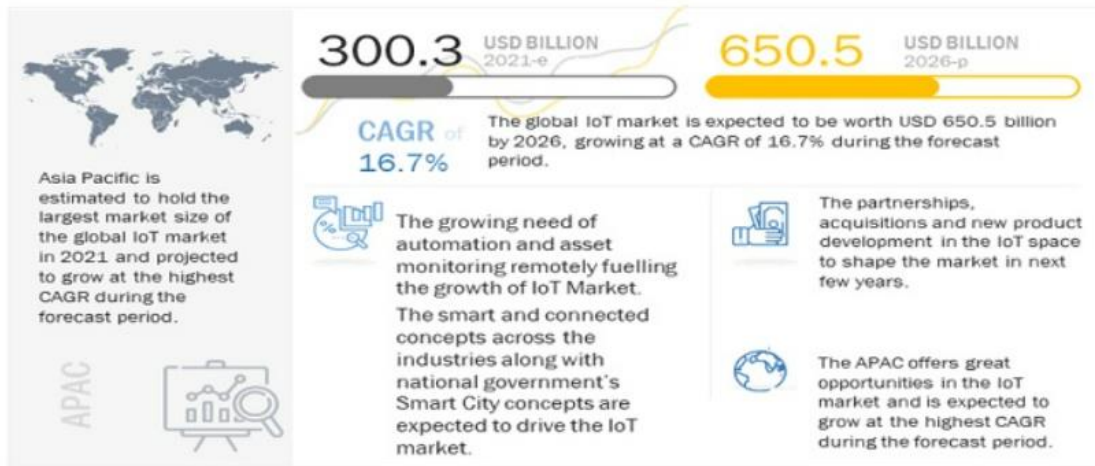 300.3 USD BILLION
2021-e
650.5 USD BILLION
2026-p
CAGR of
16.7%
The global IoT market is expected to be worth USD 650.5 billion
by 2026, growing at a CAGR of 16.7% during the forecast
period.
Asia Pacific is
estimated to hold the
largest market size of
the global IoT market
in 2021 and projected
to grow at the highest
CAGR during the
forecast period.
APAC
The growing need of
automation and asset
monitoring remotely fuelling
the growth of IoT Market.
The smart and connected
concepts across the
industries along with
national government's
Smart City concepts are
expected to drive the IoT
market.
The partnerships,
acquisitions and new product
development in the IoT space
to shape the market in next
few years.
The APAC offers great
opportunities in the IoT
market and is expected to
grow at the highest CAGR
during the forecast period.